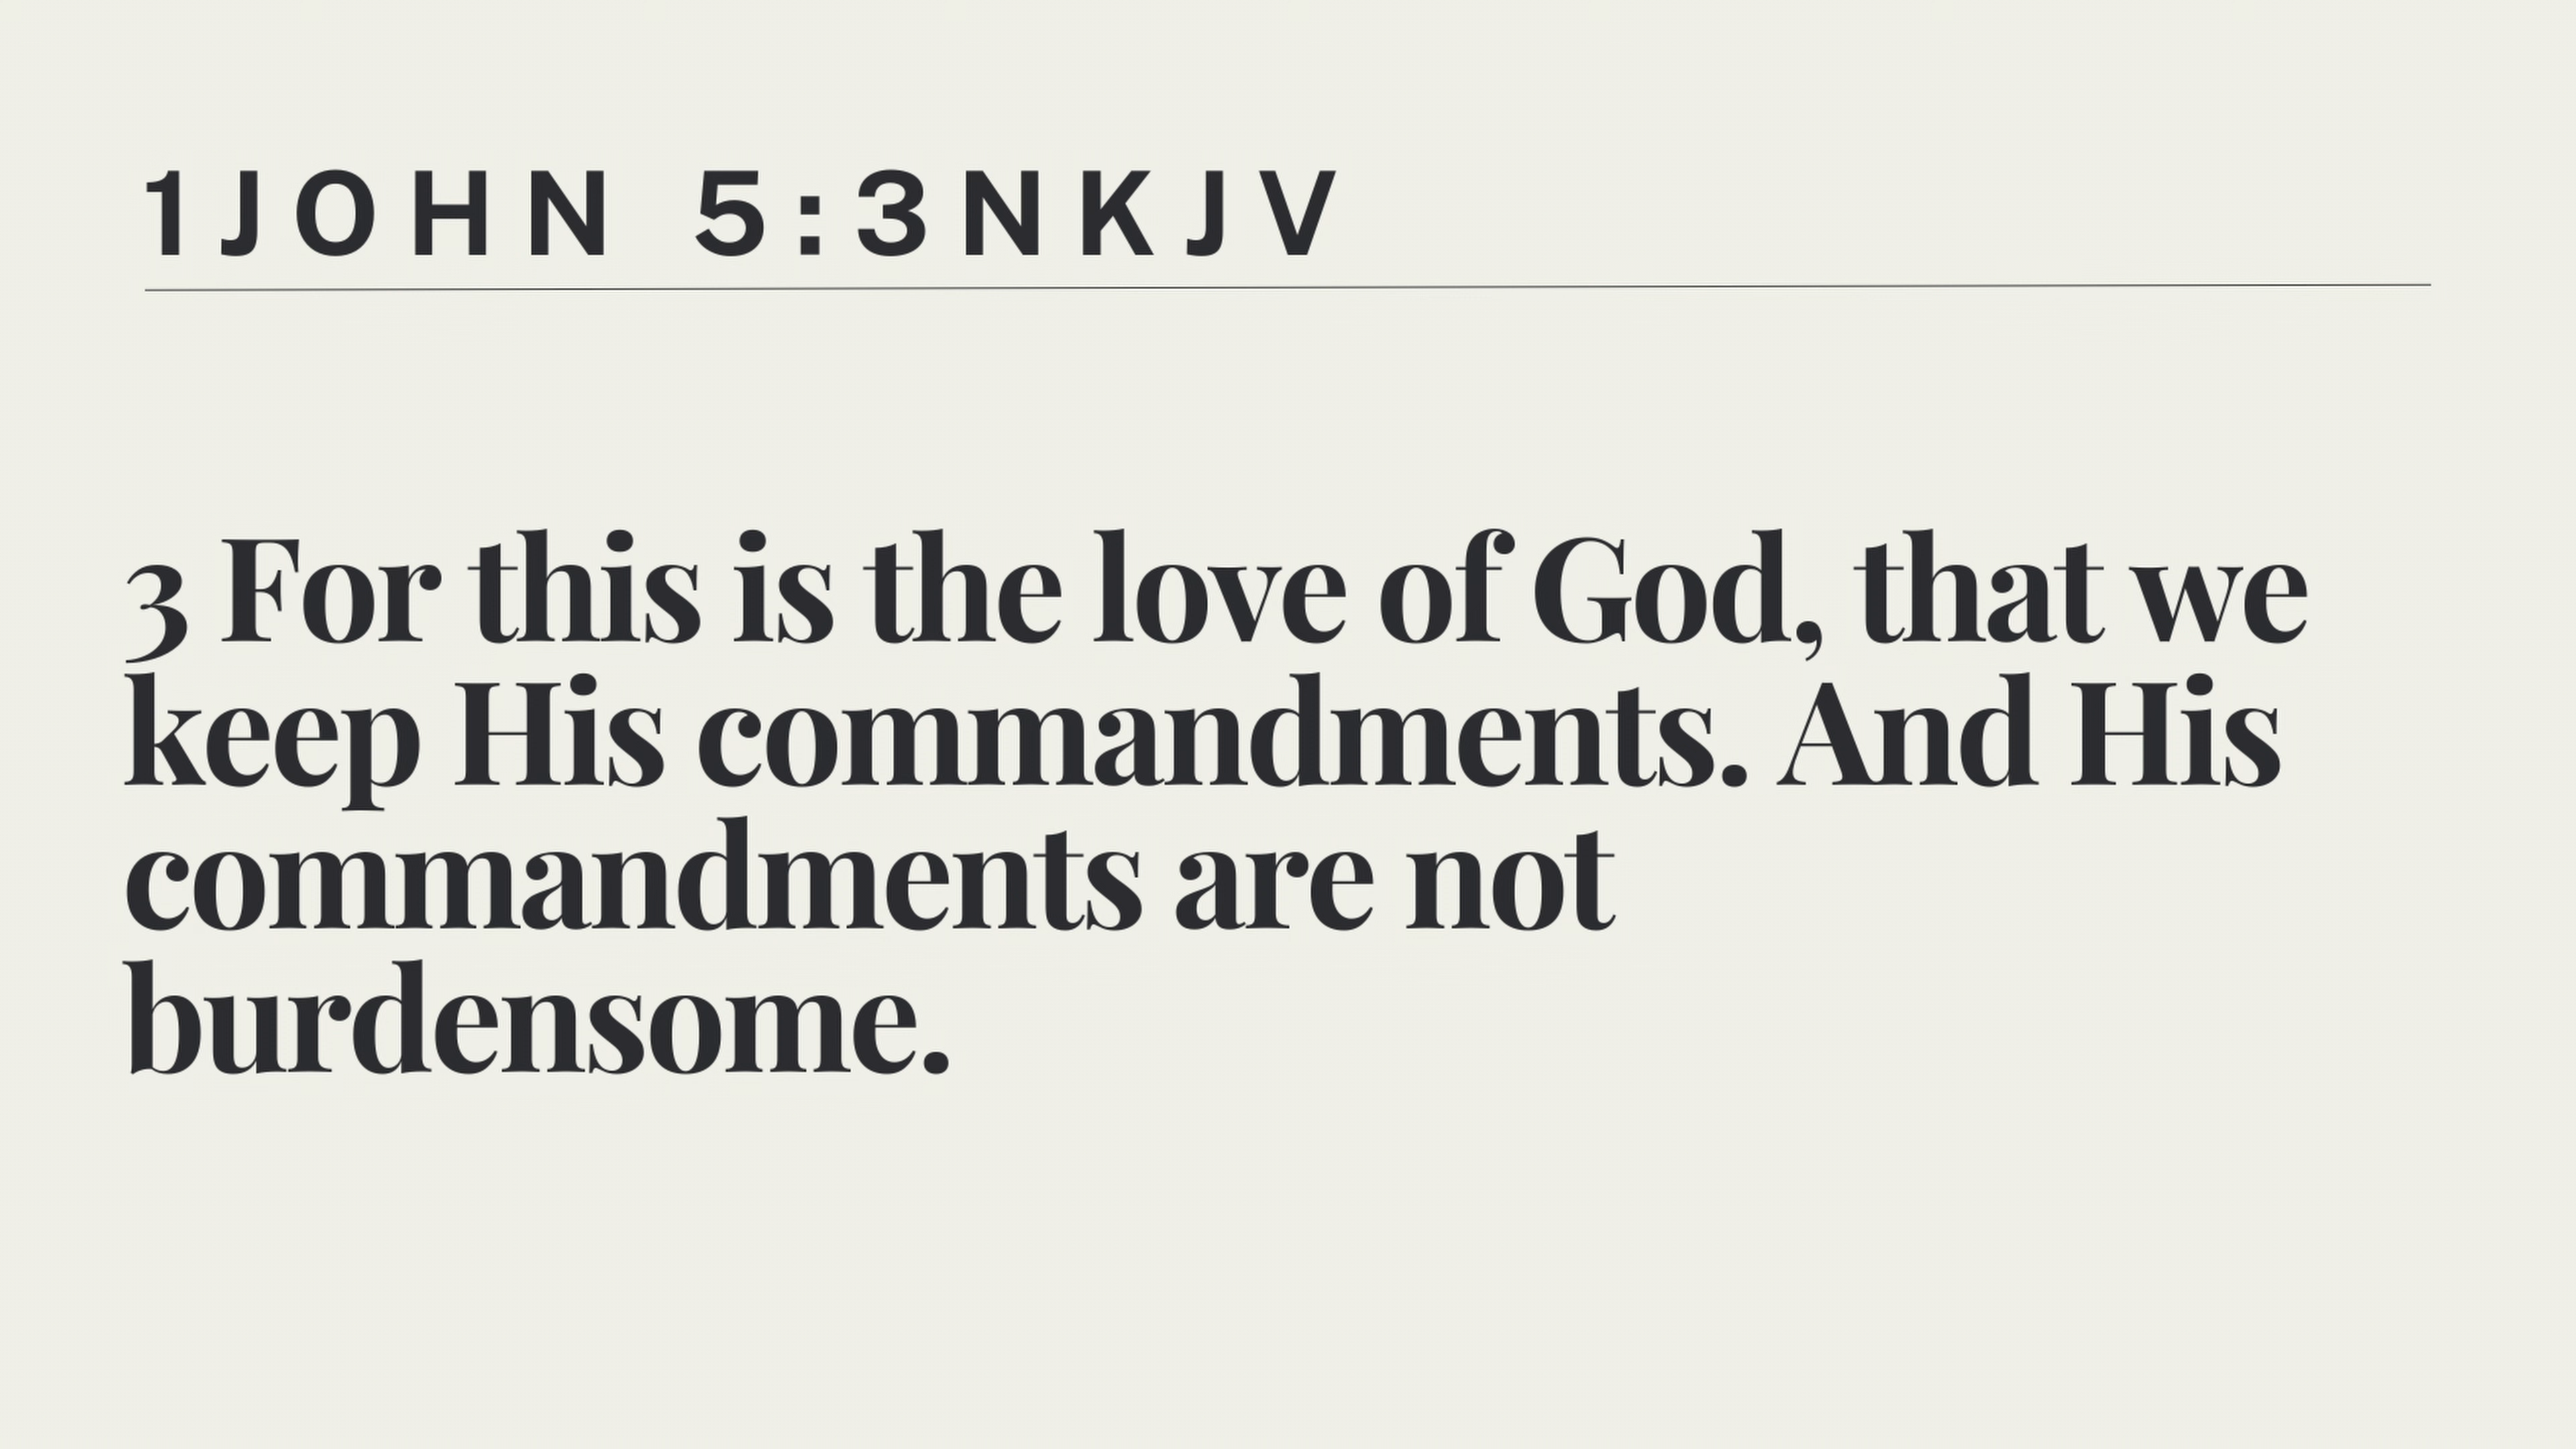 1JOHN 5:3NKJV
3 For this is the love of God, that we
keep His commandments. And His
commandments are not
burdensome.